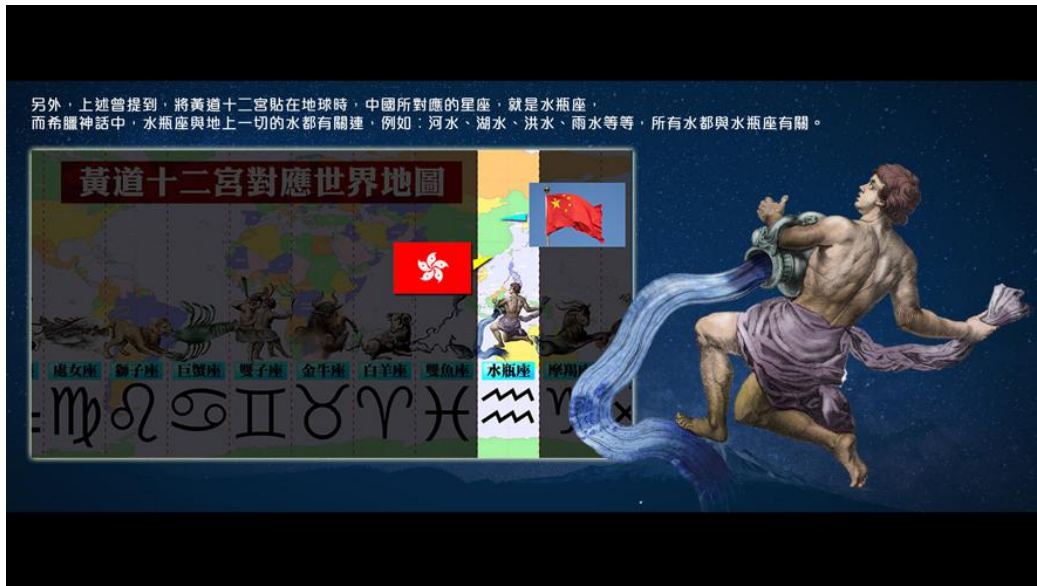 另外，上述曾提到，將黃道十二宮貼在地球時，中國所對應的星座，就是水瓶座，
而希臘神話中，水瓶座與地上一切的水都有關連，例如：河水、湖水、洪水、雨水等等，所有水都與水瓶座有關。
黃道十二宮對應世界地圖
處女座 獅子座 巨蟹座 雙子座 金牛座 白羊座 雙魚座 水瓶座 摩羯座